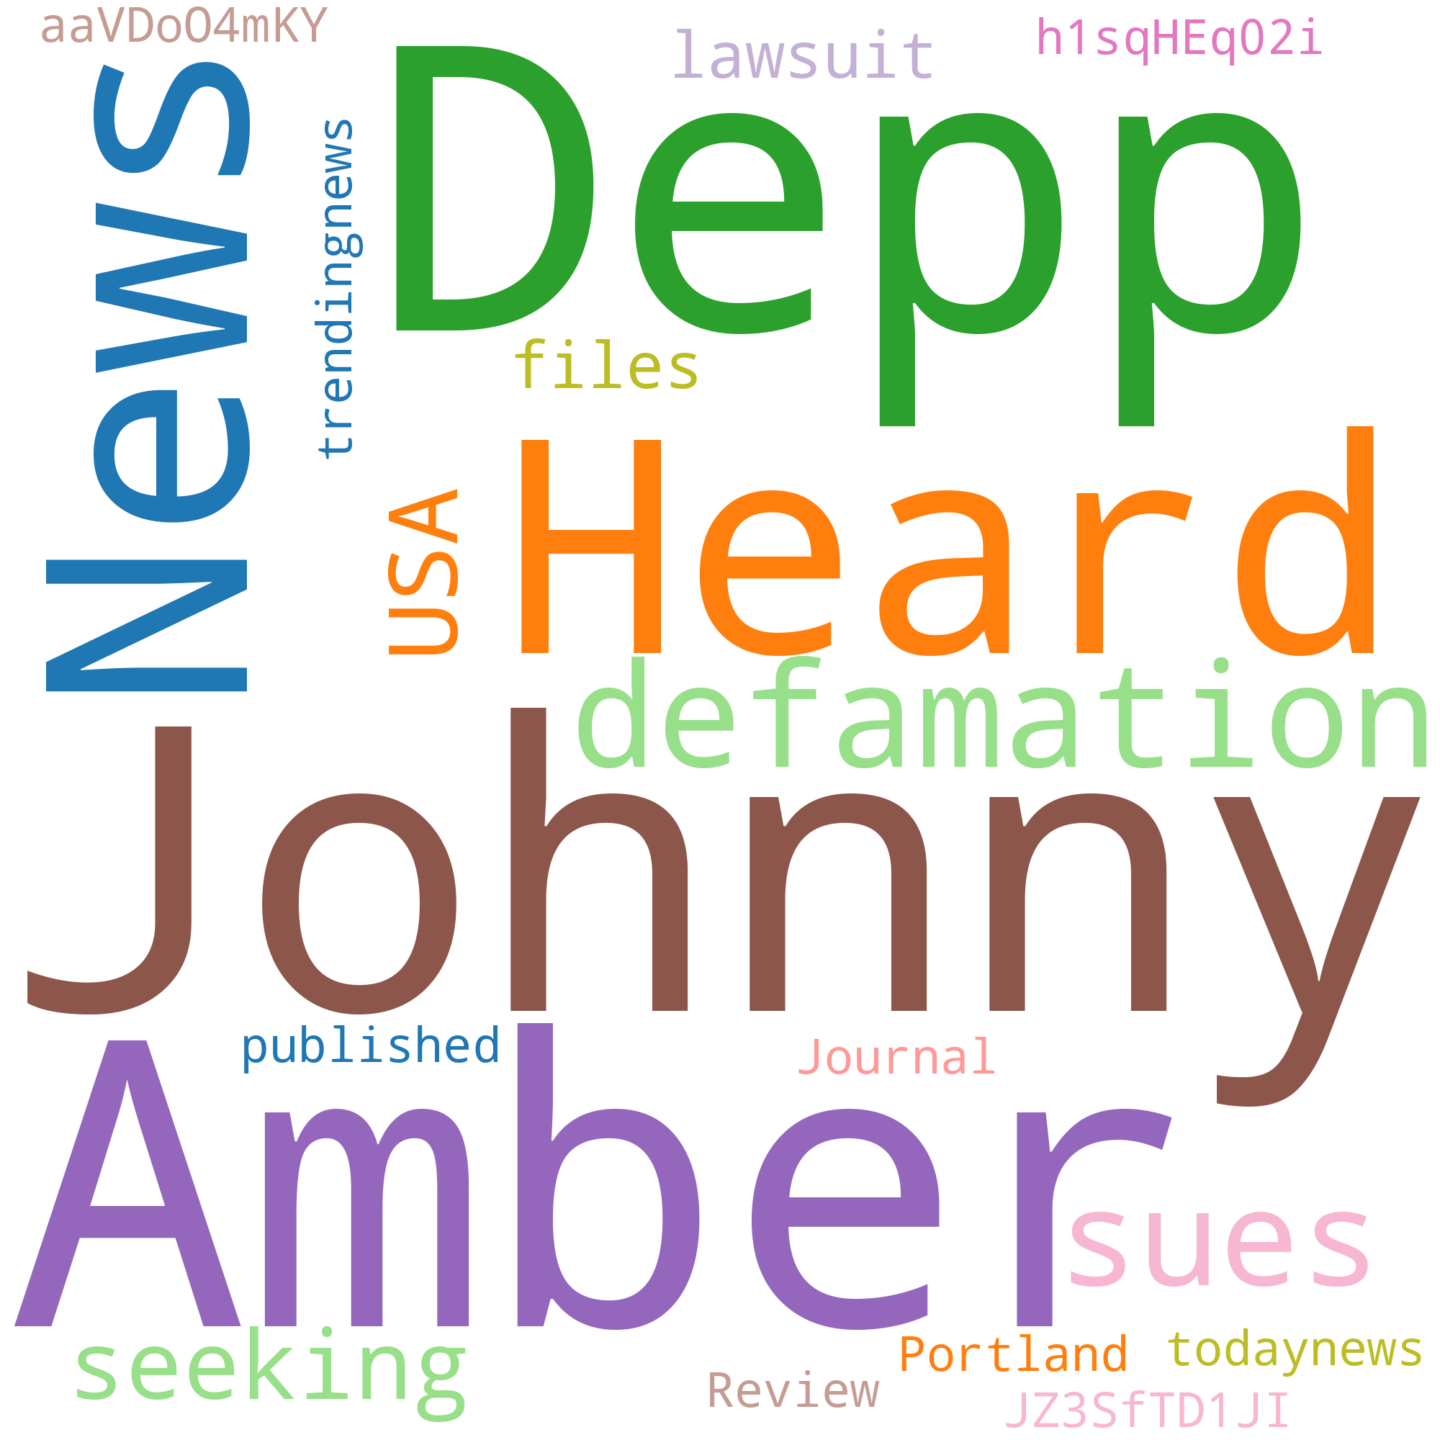 aaVDoO4mKY
lawsuit
h1sqHEq02i
News
trendingnews
Depp
files
USA
Heard
defamation
Johnny
published
Journal
Amber
sues
seeking
Review
Portland
todaynews
JZ3SfTD1JI